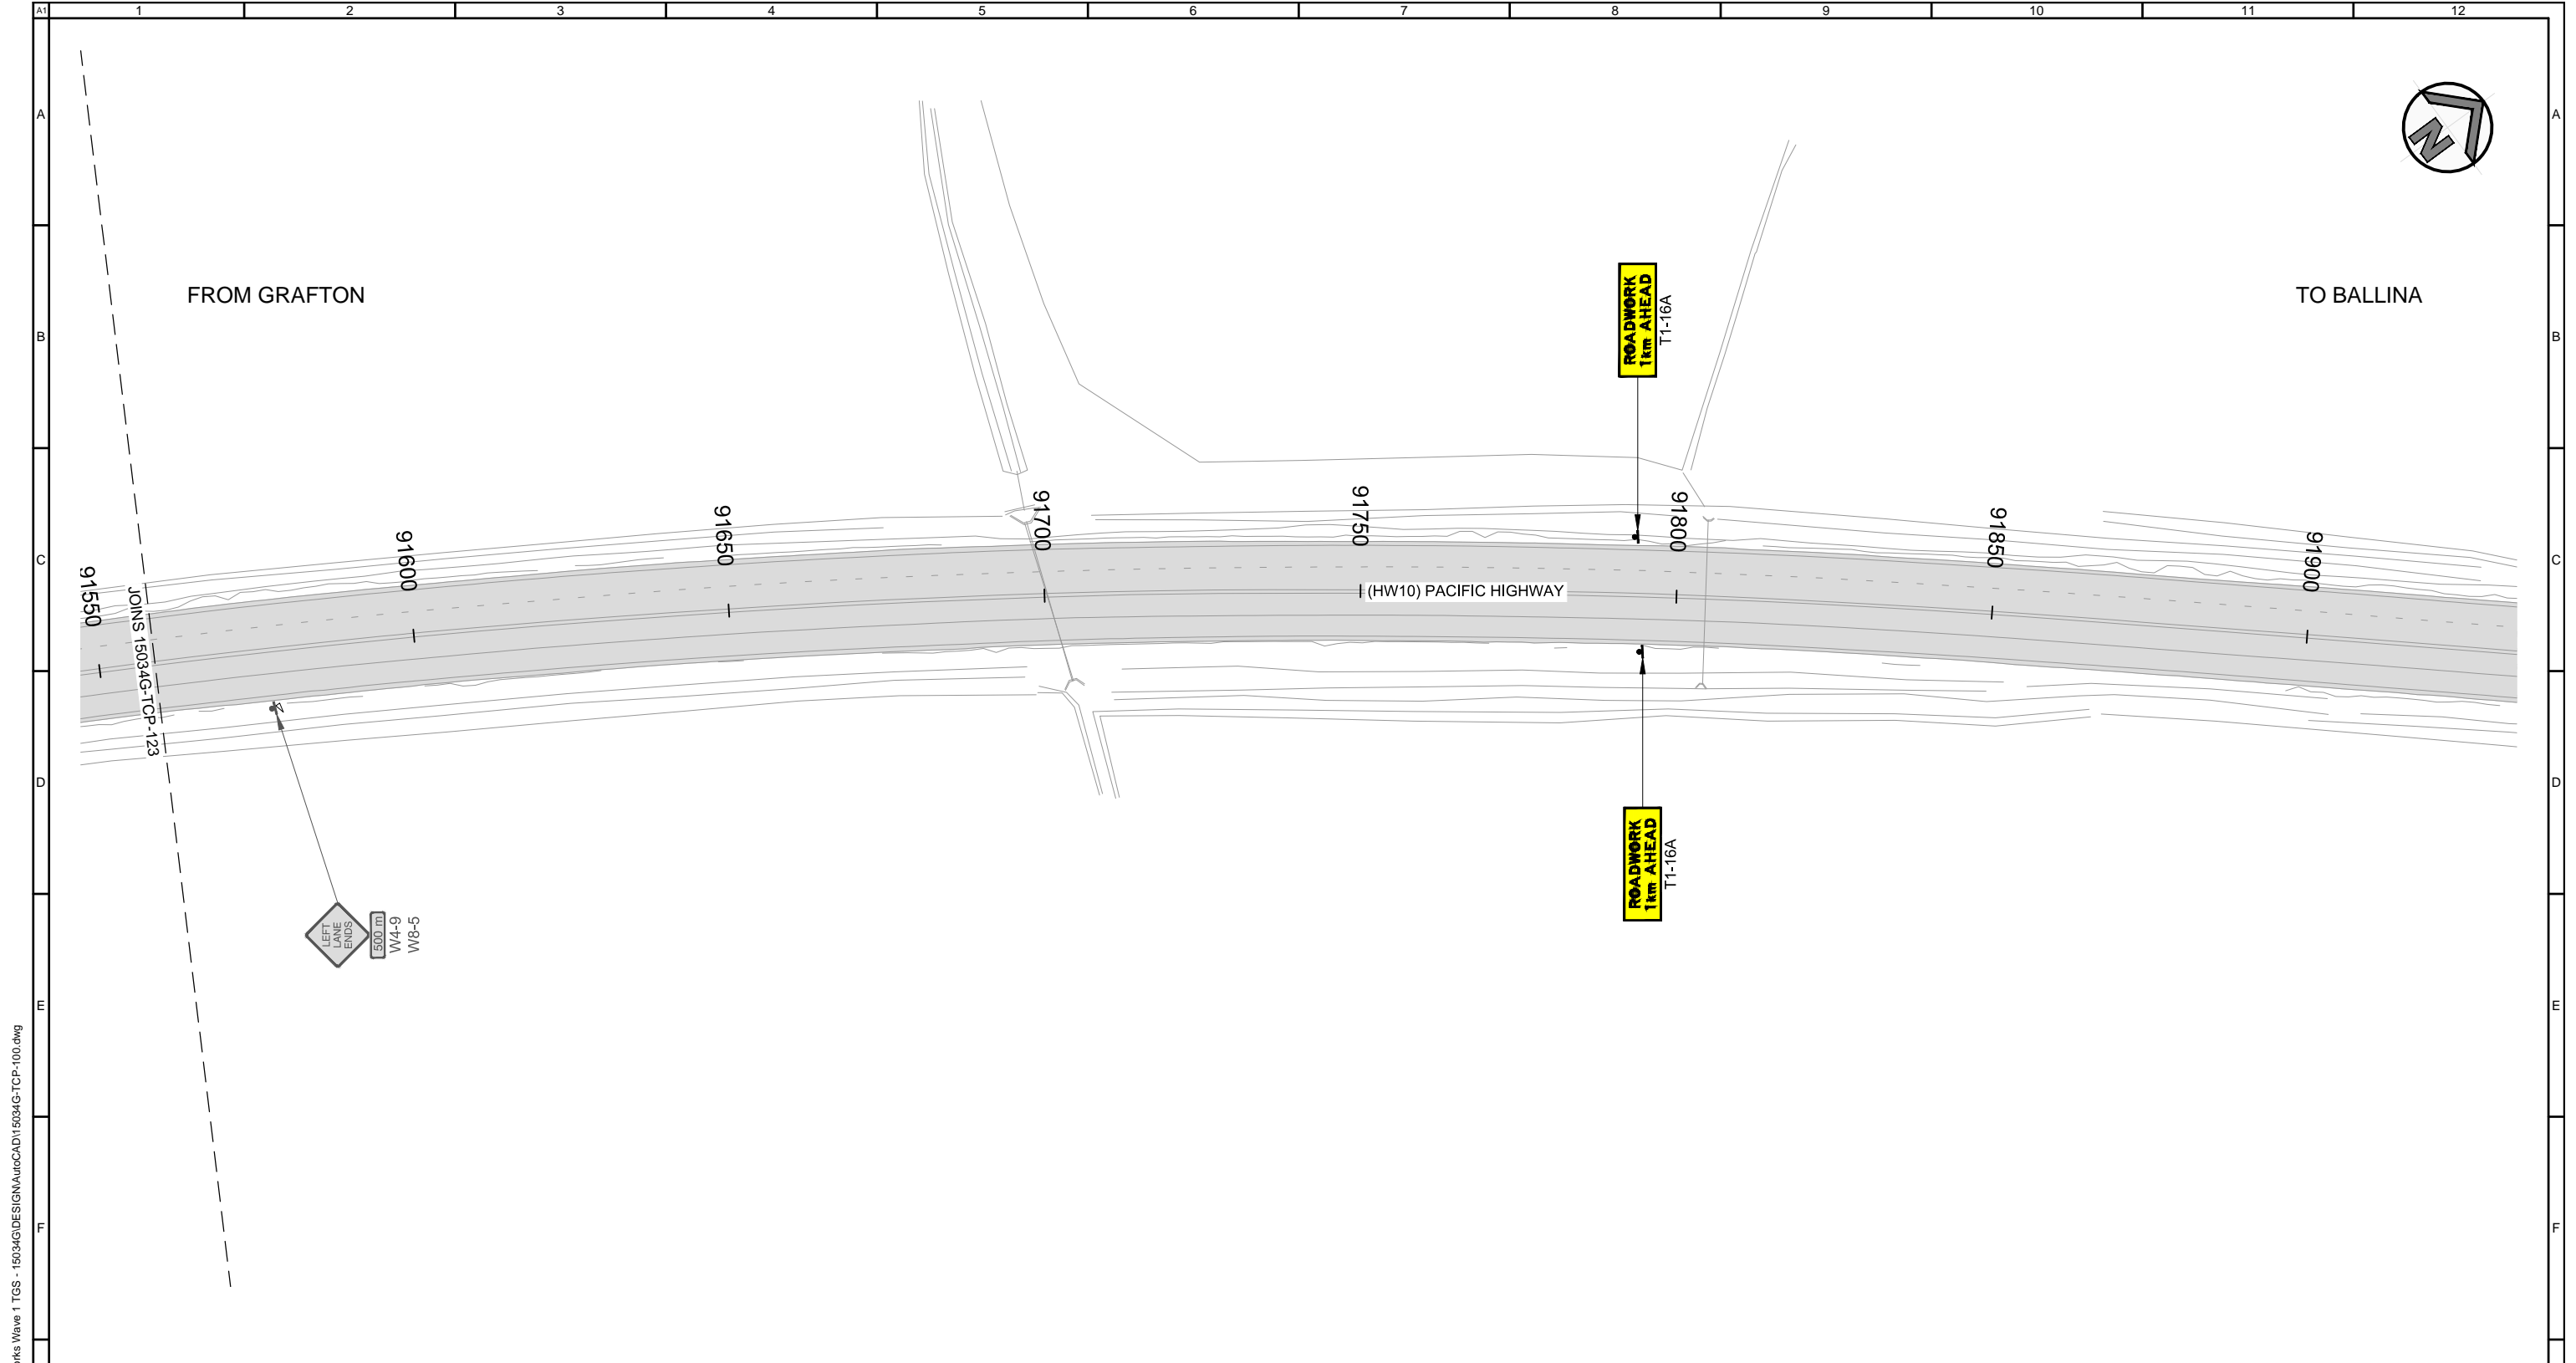 A1
1 2 3 4 5 6 7 8 9 10 11 12
A
A
N
FROM GRAFTON
TO BALLINA
ROADWORK
1km AHEAD
T1-16A
B
B
91550
91600
91650
91700
91750
91800
91850
91900
C
C
(HW10) PACIFIC HIGHWAY
JOINS 15034G-TCP-123
D
D
ROADWORK
1km AHEAD
T1-16A
LEFT
LANE
ENDS
500 m
W4-9
W8-5
E
E
F
F
orks Wave 1 TGS - 15034G\DESIGN\AutoCAD\15034G-TCP-100.dwg